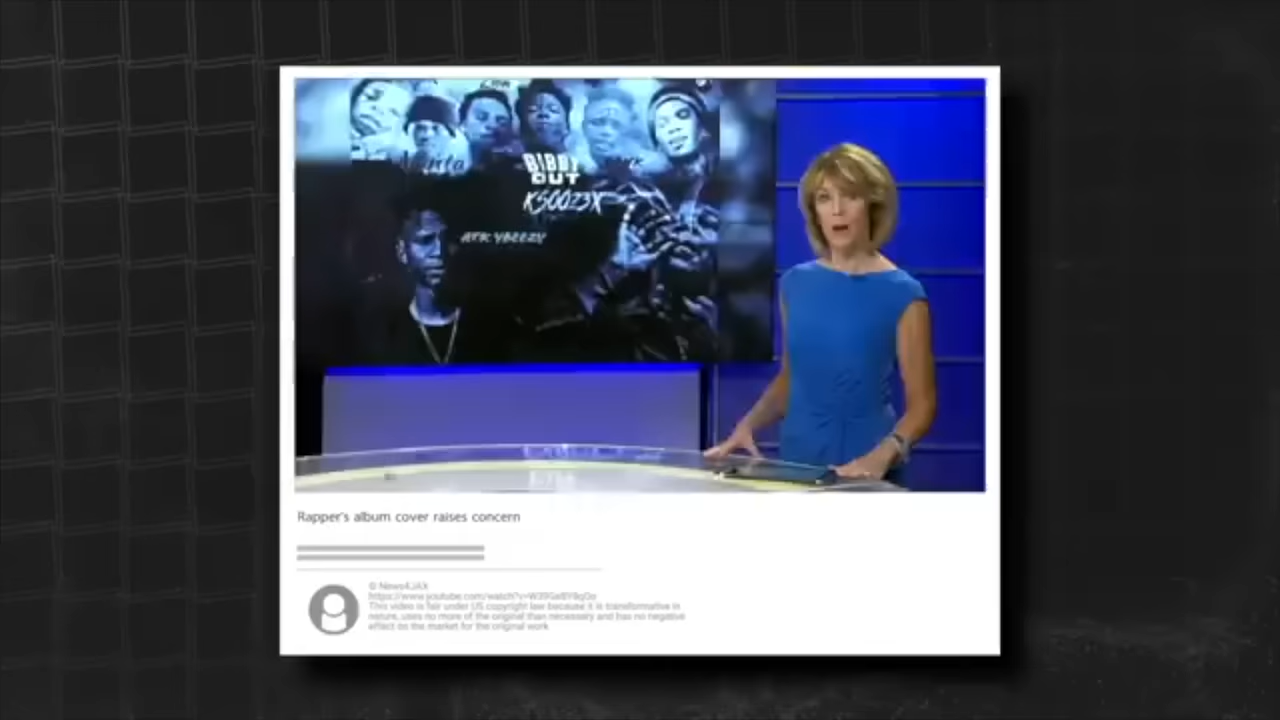 BIBBY
OUT
KSOO23X
ATK YBEEZY
Rapper's album cover raises concern
© News4JAX
This video is fair under US copyright law because it is transformative in
nature, uses no more of the original than necessary and has no negative
effect on the market for the original work